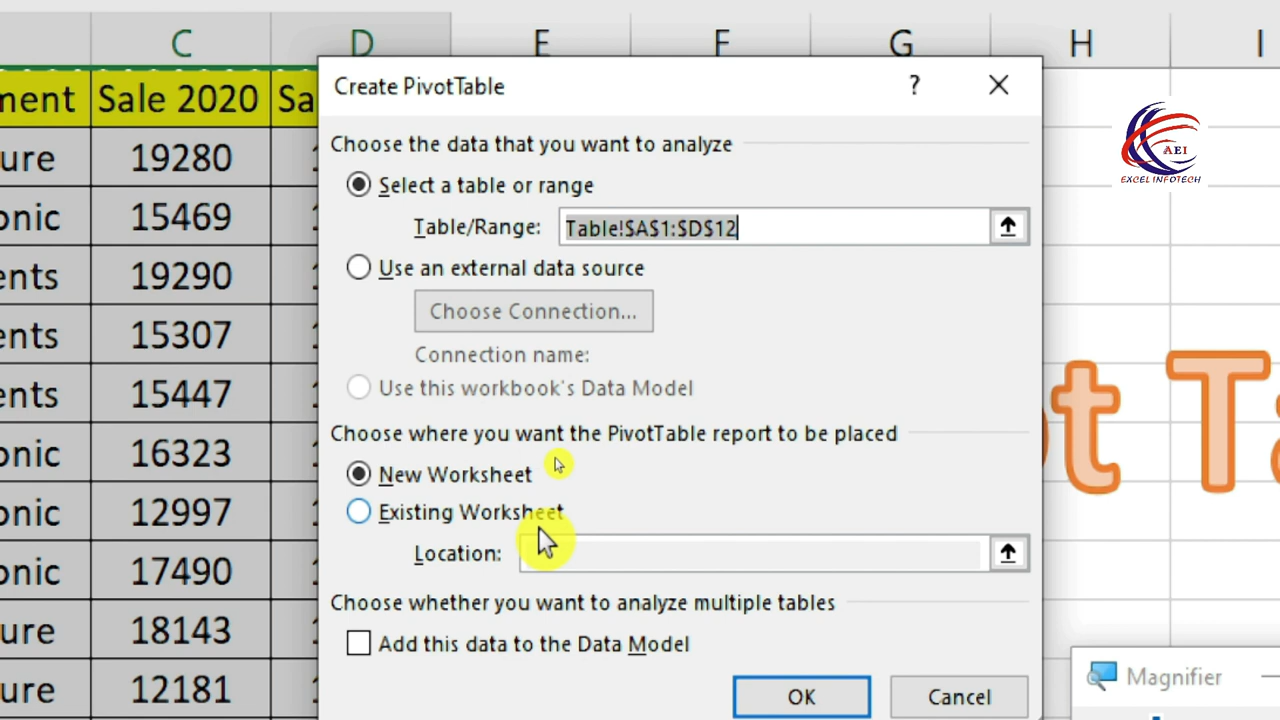 C D E F G H I
ment Sale 2020 Sa
ure 19280
onic 15469
ents 19290
ents 15307
ents 15447
onic 16323
onic 12997
onic 17490
ure 18143
ure 12181
Create PivotTable ? 
Choose the data that you want to analyze
Select a table or range
Table/Range: Table!$A$1:$D$12
Use an external data source
Choose Connection...
Connection name:
Use this workbook's Data Model
Choose where you want the PivotTable report to be placed
New Worksheet
Existing Worksheet
Location:
Choose whether you want to analyze multiple tables
Add this data to the Data Model
OK Cancel
AEI
EXCEL INFOTECH
ot Ta
Magnifier